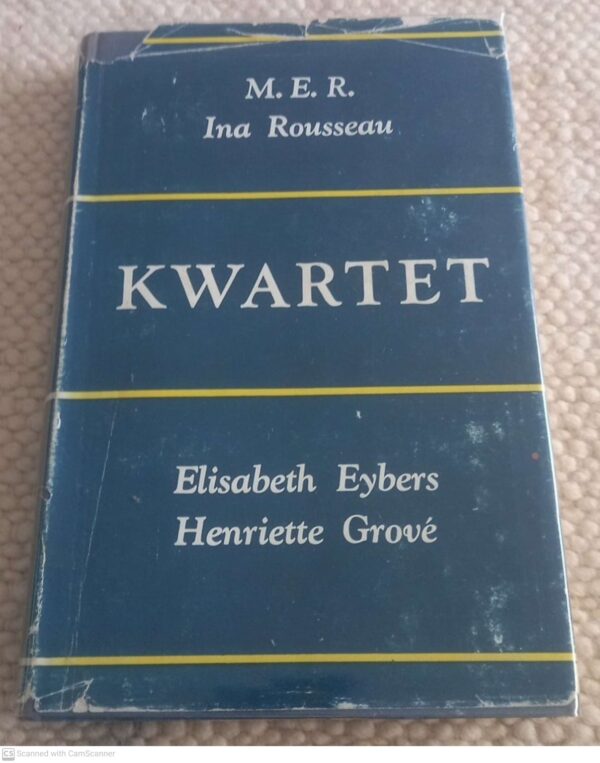 M. E. R.
Ina Rousseau
KWARTET
Elisabeth Eybers
Henriette Grové
CS Scanned with CamScanner